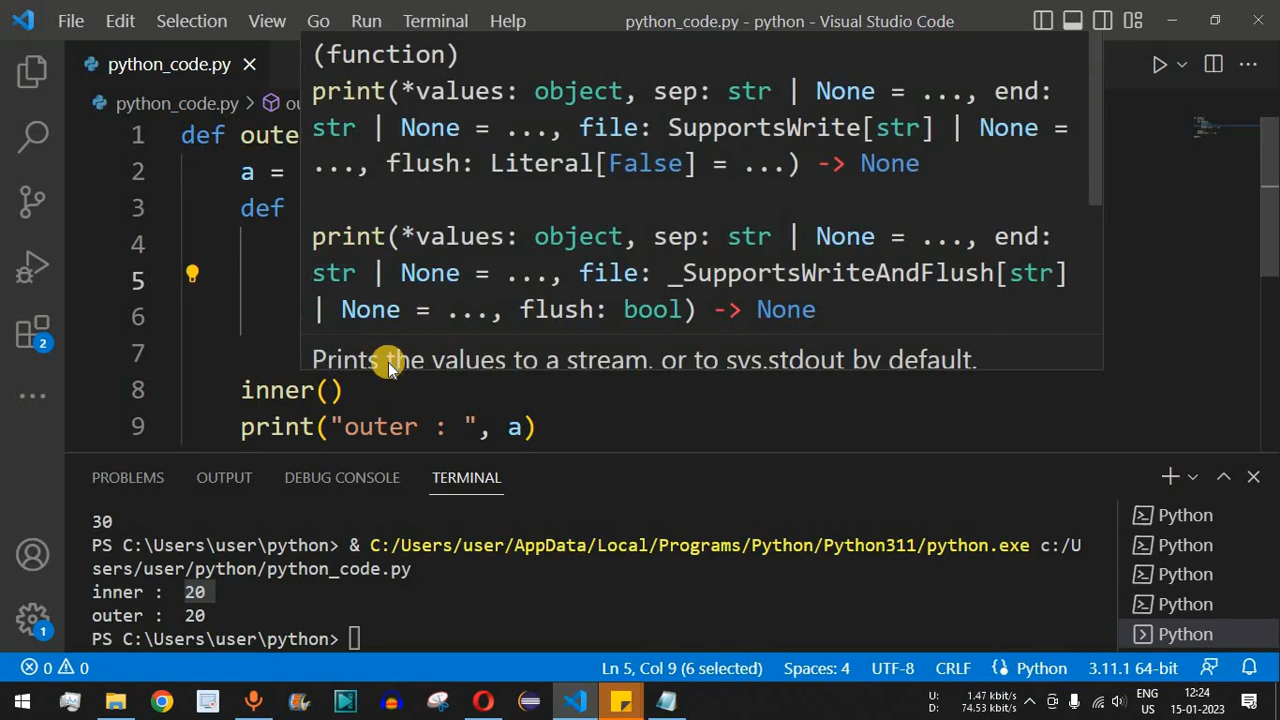 File Edit Selection View Go Run Terminal Help python_code.py - python - Visual Studio Code
python_code.py
python_code.py >
(function)
print(*values: object, sep: str | None = ..., end:
str | None = ..., file: SupportsWrite[str] | None =
..., flush: Literal[False] = ...) -> None
print(*values: object, sep: str | None = ..., end:
str | None = ..., file: _SupportsWriteAndFlush[str]
| None = ..., flush: bool) -> None
Prints the values to a stream, or to sys.stdout by default.
1 def oute
2 a =
3 def
4
5
6
7
8 inner()
9 print("outer : ", a)
PROBLEMS OUTPUT DEBUG CONSOLE TERMINAL
30
PS C:\Users\user\python> & C:/Users/user/AppData/Local/Programs/Python/Python311/python.exe c:/U
sers/user/python/python_code.py
inner : 20
outer : 20
PS C:\Users\user\python>
Python
Python
Python
Python
Python
2
1
0 0 Ln 5, Col 9 (6 selected) Spaces: 4 UTF-8 CRLF Python 3.11.1 64-bit
U: 1.47 kbit/s
D: 74.53 kbit/s
ENG
US
12:24
15-01-2023